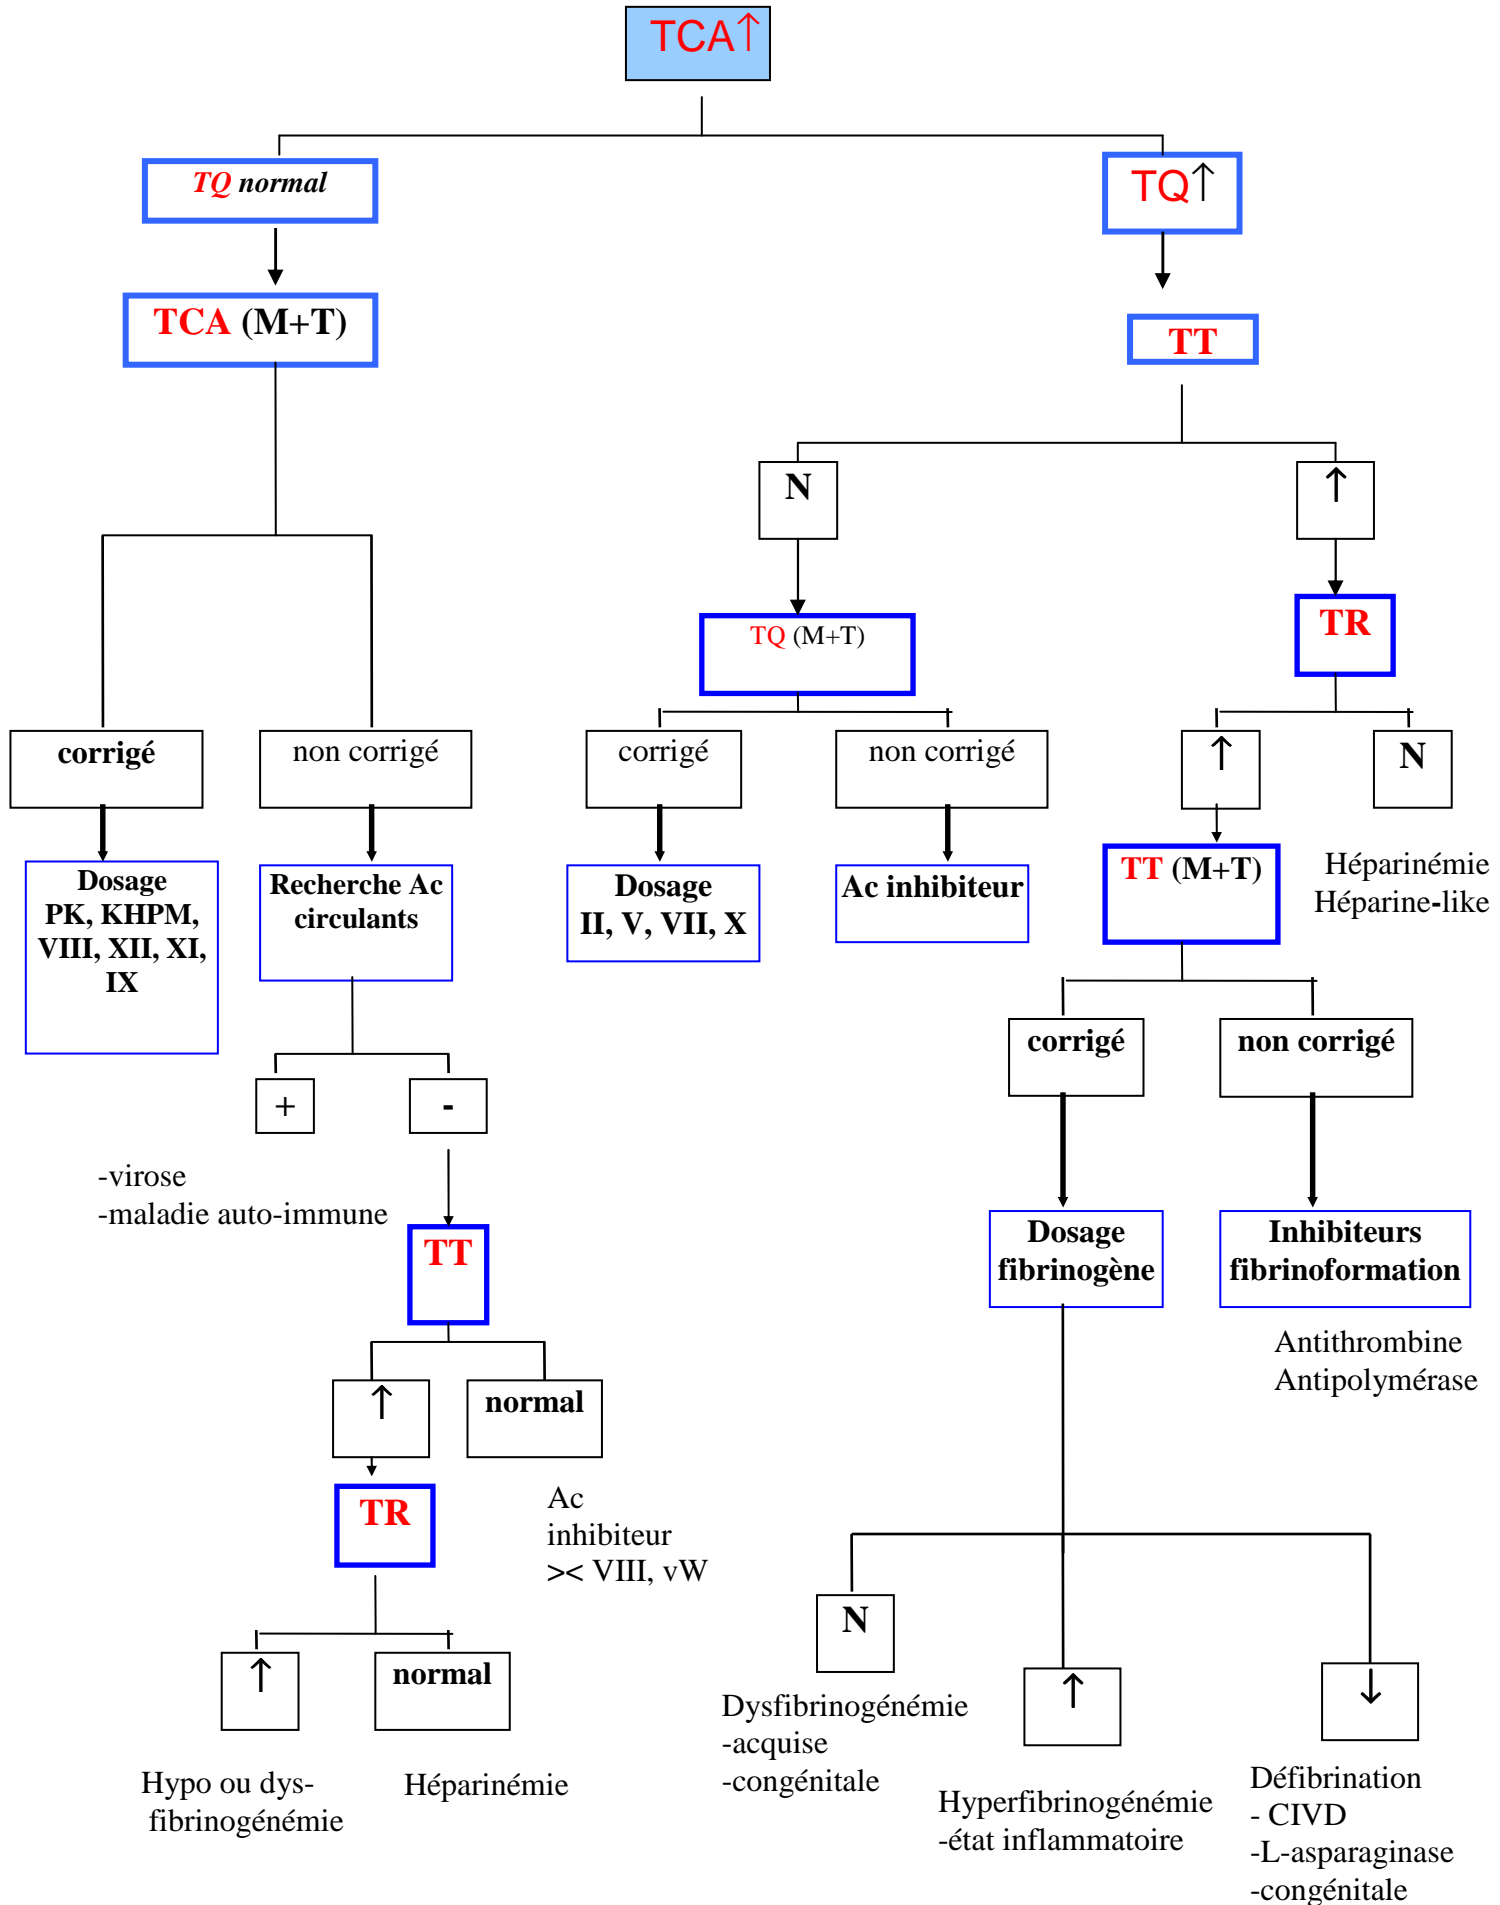 TCA↑
TQ normal
TQ↑
TCA (M+T)
TT
N
↑
TQ (M+T)
TR
corrigé
non corrigé
corrigé
non corrigé
↑
N
Dosage
PK, KHPM,
VIII, XII, XI,
IX
Recherche Ac
circulants
Dosage
II, V, VII, X
Ac inhibiteur
TT (M+T)
Héparinémie
Héparine-like
corrigé
non corrigé
+
-
-virose
-maladie auto-immune
TT
Dosage
fibrinogène
Inhibiteurs
fibrinoformation
Antithrombine
Antipolymérase
↑
normal
TR
Ac
inhibiteur
>< VIII, vW
↑
normal
Hypo ou dys-
fibrinogénémie
Héparinémie
N
↑
↓
Dysfibrinogénémie
-acquise
-congénitale
Hyperfibrinogénémie
-état inflammatoire
Défibrination
- CIVD
-L-asparaginase
-congénitale